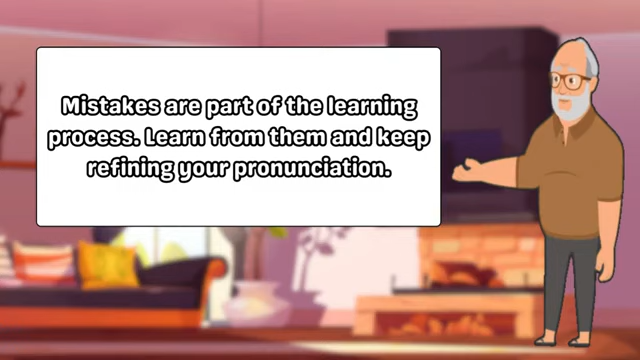 Mistakes are part of the learning
process. Learn from them and keep
refining your pronunciation.